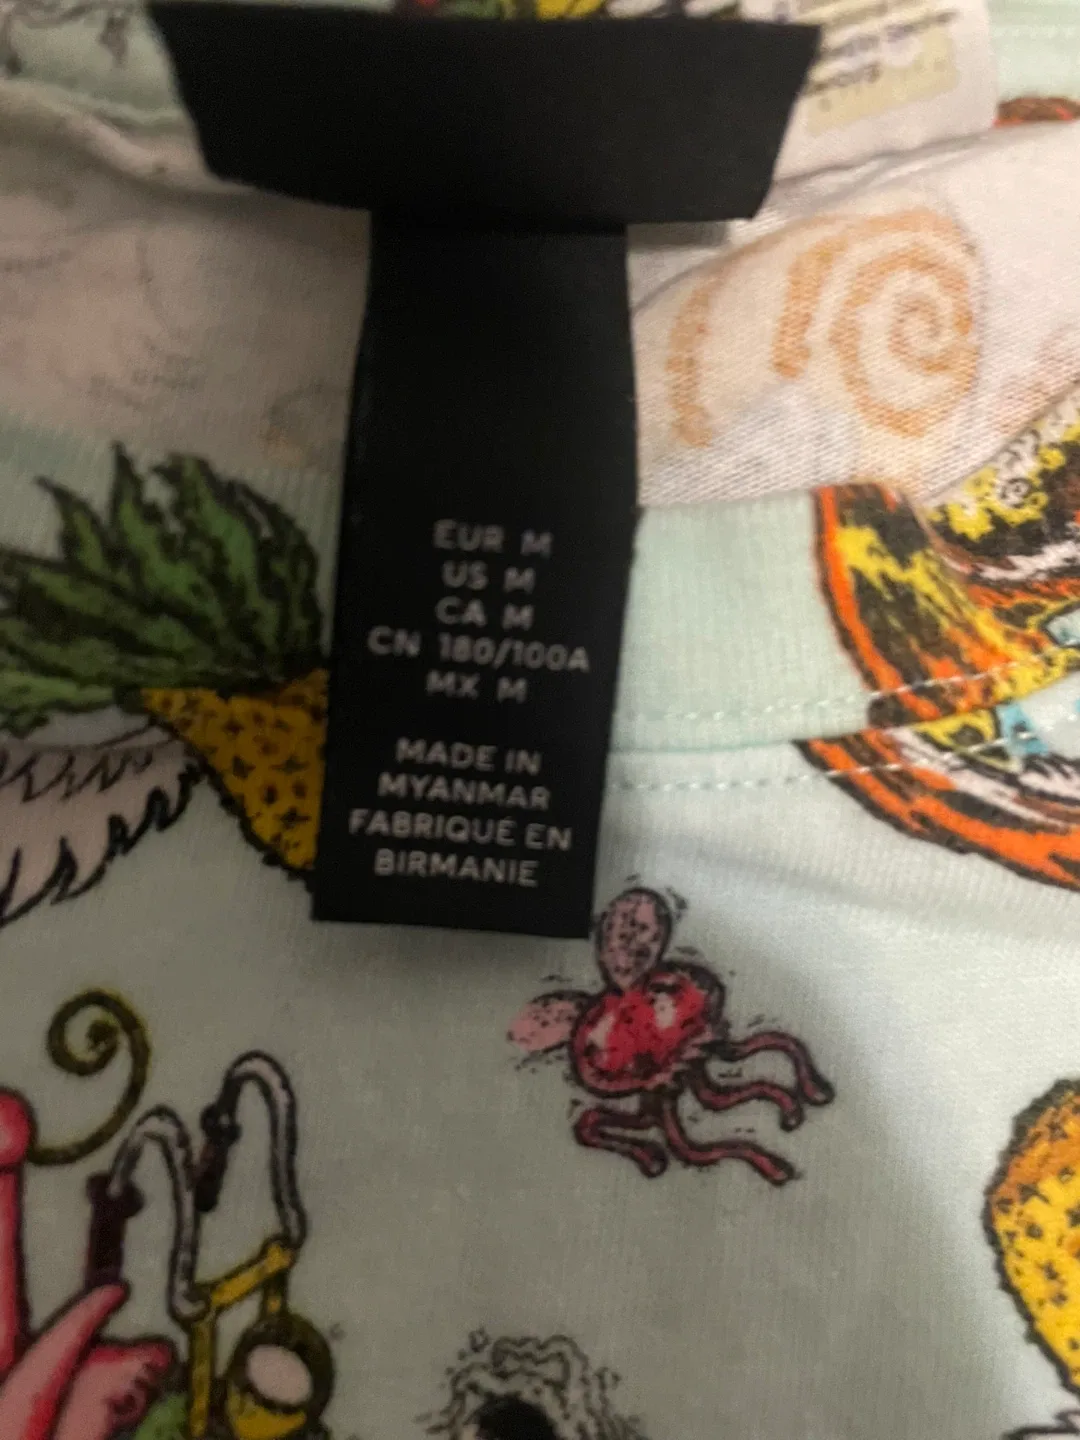 EUR M
US M
CA M
CN 180/100A
MX M
MADE IN
MYANMAR
FABRIQUÉ EN
BIRMANIE